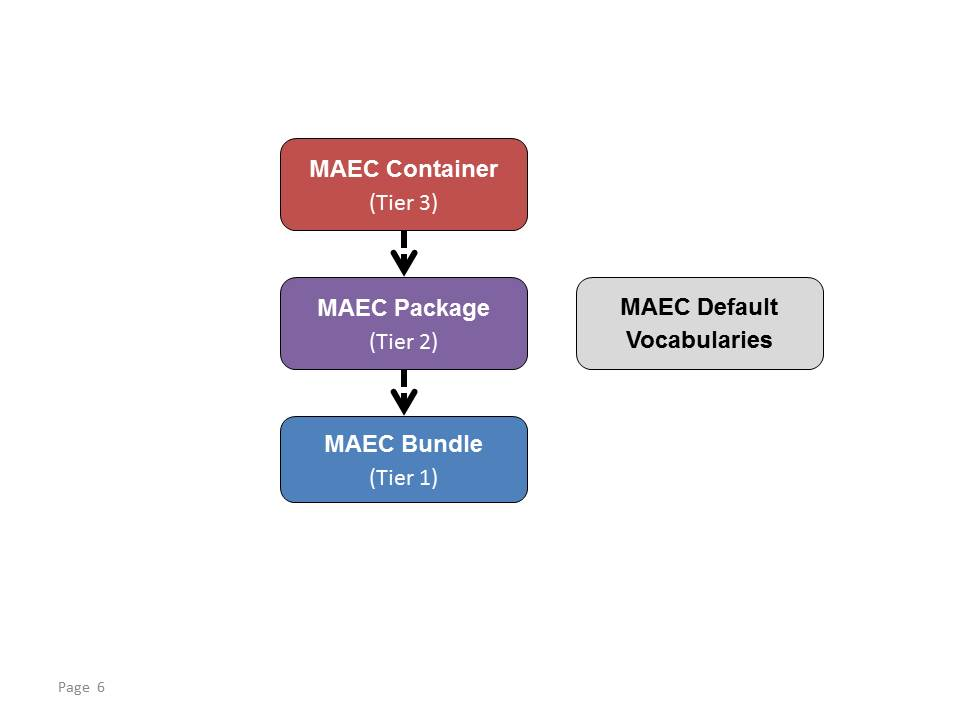 MAEC Container
(Tier 3)
MAEC Package
(Tier 2)
MAEC Default
Vocabularies
MAEC Bundle
(Tier 1)
Page 6